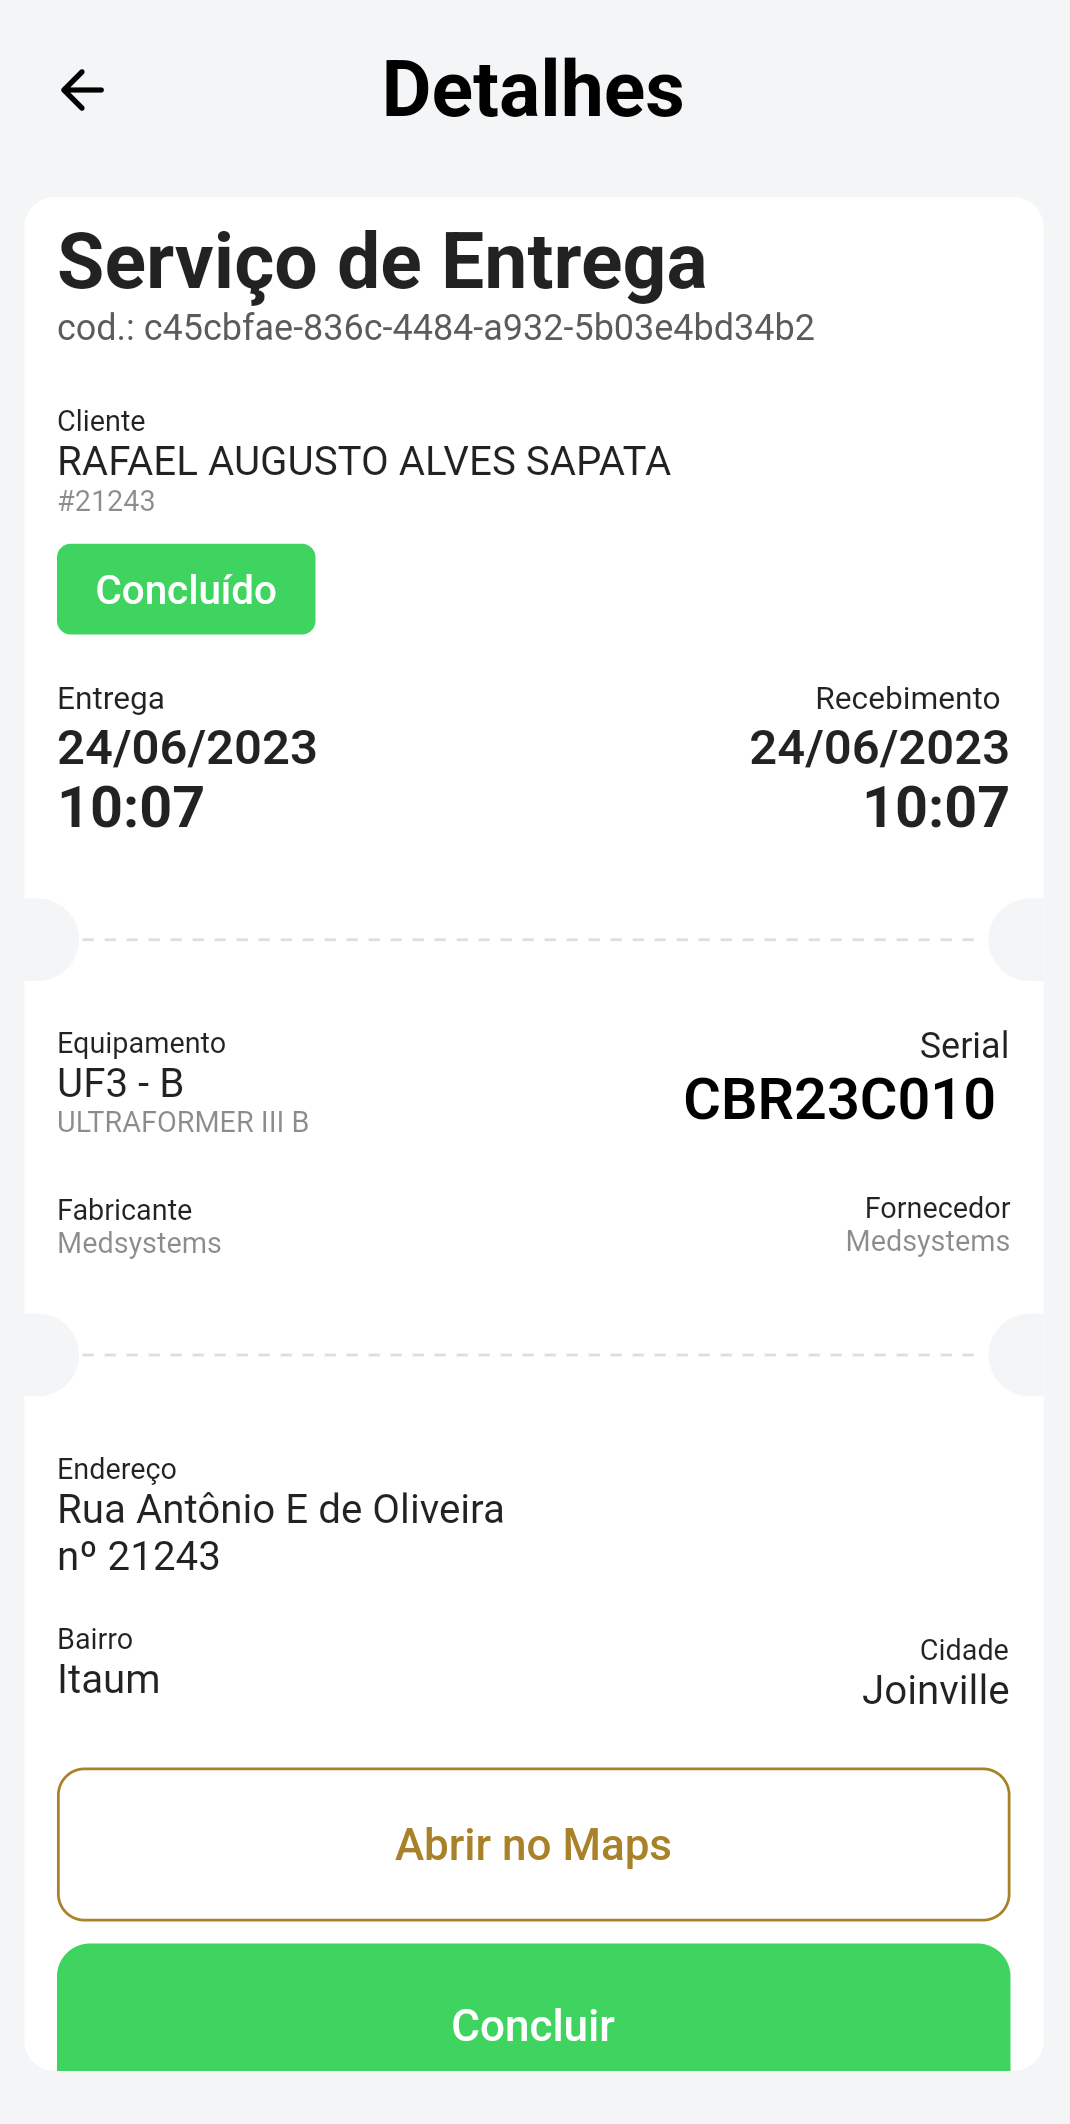 Detalhes
Serviço de Entrega
cod.: c45cbfae-836c-4484-a932-5b03e4bd34b2
Cliente
RAFAEL AUGUSTO ALVES SAPATA
#21243
Concluído
Entrega
24/06/2023
10:07
Recebimento
24/06/2023
10:07
Equipamento
UF3 - B
ULTRAFORMER III B
Serial
CBR23C010
Fabricante
Medsystems
Fornecedor
Medsystems
Endereço
Rua Antônio E de Oliveira
nº 21243
Bairro
Itaum
Cidade
Joinville
Abrir no Maps
Concluir